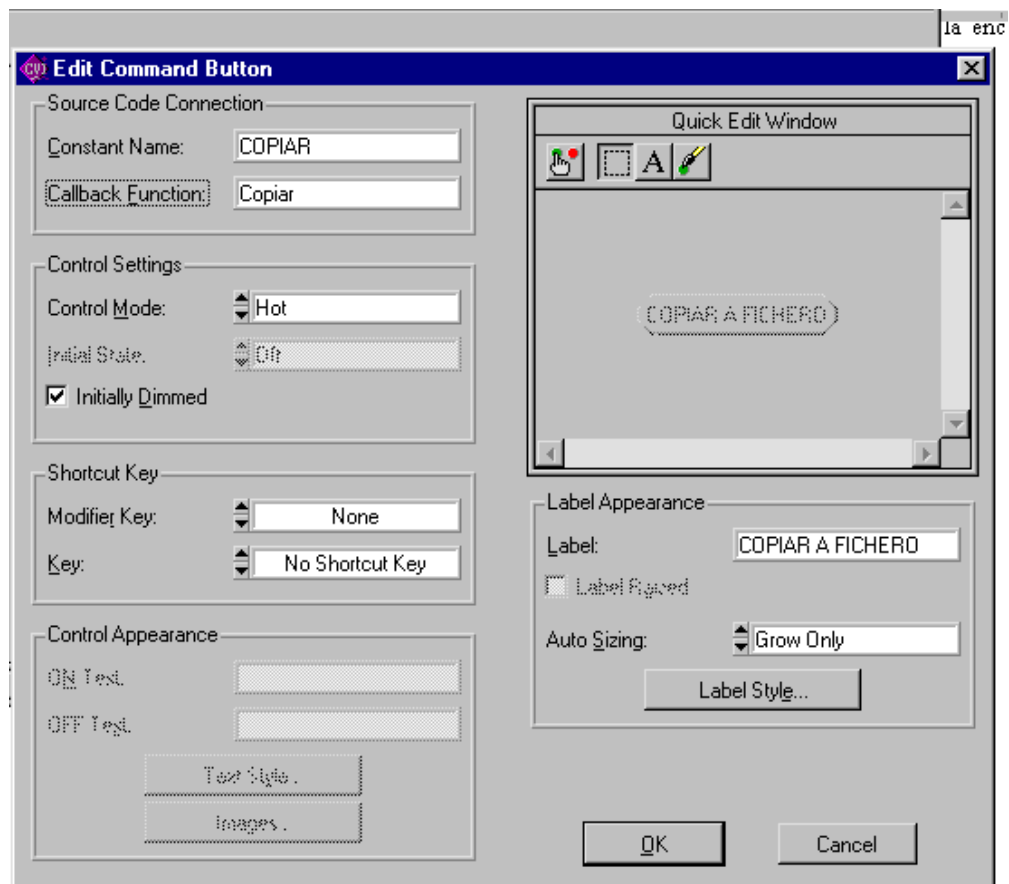 la enc
CVI Edit Command Button
Source Code Connection
Constant Name: COPIAR
Callback Function: Copiar
Control Settings
Control Mode: Hot
Initial State: Off
Initially Dimmed
Shortcut Key
Modifier Key: None
Key: No Shortcut Key
Control Appearance
ON Text:
OFF Text:
Text Style...
Images...
Quick Edit Window
A
COPIAR A FICHERO
Label Appearance
Label: COPIAR A FICHERO
Label Raised
Auto Sizing: Grow Only
Label Style...
OK Cancel